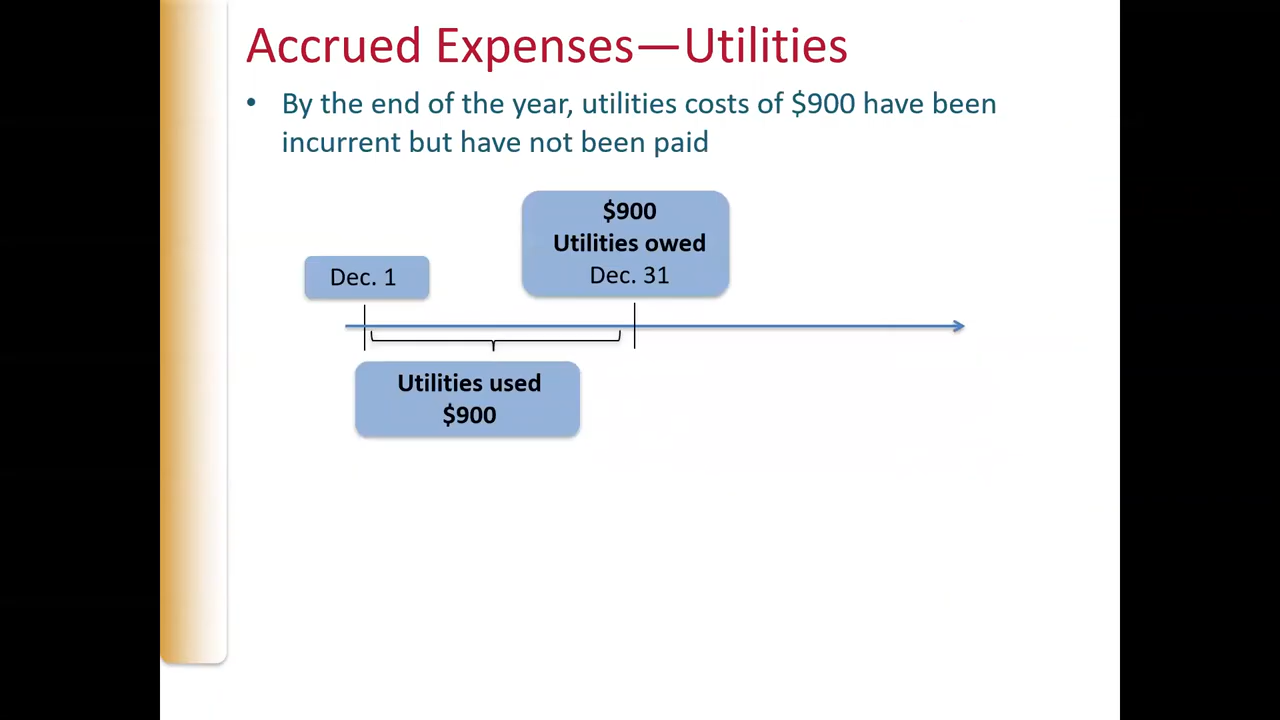 Accrued Expenses—Utilities
• By the end of the year, utilities costs of $900 have been
incurrent but have not been paid
$900
Utilities owed
Dec. 31
Dec. 1
Utilities used
$900